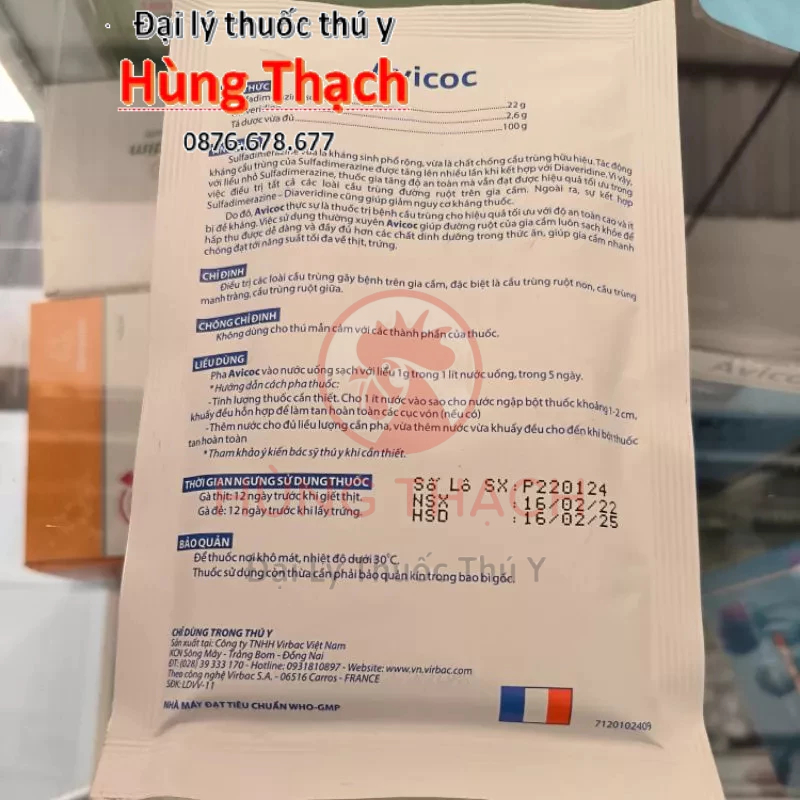 Đại lý thuốc thú y
Hùng Thạch
0876.678.677
Avicoc
THỨC
22 g
2,6 g
Tá dược vừa đủ 100 g
Sulfadimerazine vừa là kháng sinh phổ rộng, vừa là chất chống cầu trùng hữu hiệu. Tác động
kháng cầu trùng của Sulfadimerazine được tăng lên nhiều lần khi kết hợp với Diaveridine. Vì vậy,
với liều nhỏ Sulfadimerazine, thuốc gia tăng độ an toàn mà vẫn đạt được hiệu quả tối ưu trong
việc điều trị tất cả các loài cầu trùng đường ruột trên gia cầm. Ngoài ra, sự kết hợp
Sulfadimerazine - Diaveridine cũng giúp giảm nguy cơ kháng thuốc.
Do đó, Avicoc thực sự là thuốc trị bệnh cầu trùng cho hiệu quả tối ưu với độ an toàn cao và ít
bị đề kháng. Việc sử dụng thường xuyên Avicoc giúp đường ruột của gia cầm luôn sạch khỏe để
hấp thu được dễ dàng và đầy đủ hơn các chất dinh dưỡng trong thức ăn, giúp gia cầm nhanh
chóng đạt tới năng suất tối đa về thịt, trứng.
CHỈ ĐỊNH
Điều trị các loài cầu trùng gây bệnh trên gia cầm, đặc biệt là cầu trùng ruột non, cầu trùng
manh tràng, cầu trùng ruột giữa.
CHỐNG CHỈ ĐỊNH
Không dùng cho thú mẫn cảm với các thành phần của thuốc.
LIỀU DÙNG
Pha Avicoc vào nước uống sạch với liều 1g trong 1 lít nước uống, trong 5 ngày.
* Hướng dẫn cách pha thuốc:
-Tính lượng thuốc cần thiết. Cho 1 ít nước vào sao cho nước ngập bột thuốc khoảng 1-2 cm,
khuấy đều hỗn hợp để làm tan hoàn toàn các cục vón (nếu có)
-Thêm nước cho đủ liều lượng cần pha, vừa thêm nước vừa khuấy đều cho đến khi bột thuốc
tan hoàn toàn
* Tham khảo ý kiến bác sỹ thú y khi cần thiết.
THỜI GIAN NGƯNG SỬ DỤNG THUỐC
Gà thịt: 12 ngày trước khi giết thịt.
Gà đẻ: 12 ngày trước khi lấy trứng.
Số Lô SX:P220124
NSX :16/02/22
HSD :16/02/25
HÙNG THẠCH
BẢO QUẢN
Để thuốc nơi khô mát, nhiệt độ dưới 30°C.
Thuốc sử dụng còn thừa cần phải bảo quản kín trong bao bì gốc.
Đại Lý Thuốc Thú Y
CHỈ DÙNG TRONG THÚ Y
Sản xuất tại: Công ty TNHH Virbac Việt Nam
KCN Sông Mây - Trảng Bom - Đồng Nai
ĐT: (028) 39 333 170 - Hotline: 0931810897 - Website: www.vn.virbac.com
Theo công nghệ Virbac S.A. - 06516 Carros - FRANCE
SĐK: LDVV-11
NHÀ MÁY ĐẠT TIÊU CHUẨN WHO-GMP
7120102409
Avicoc